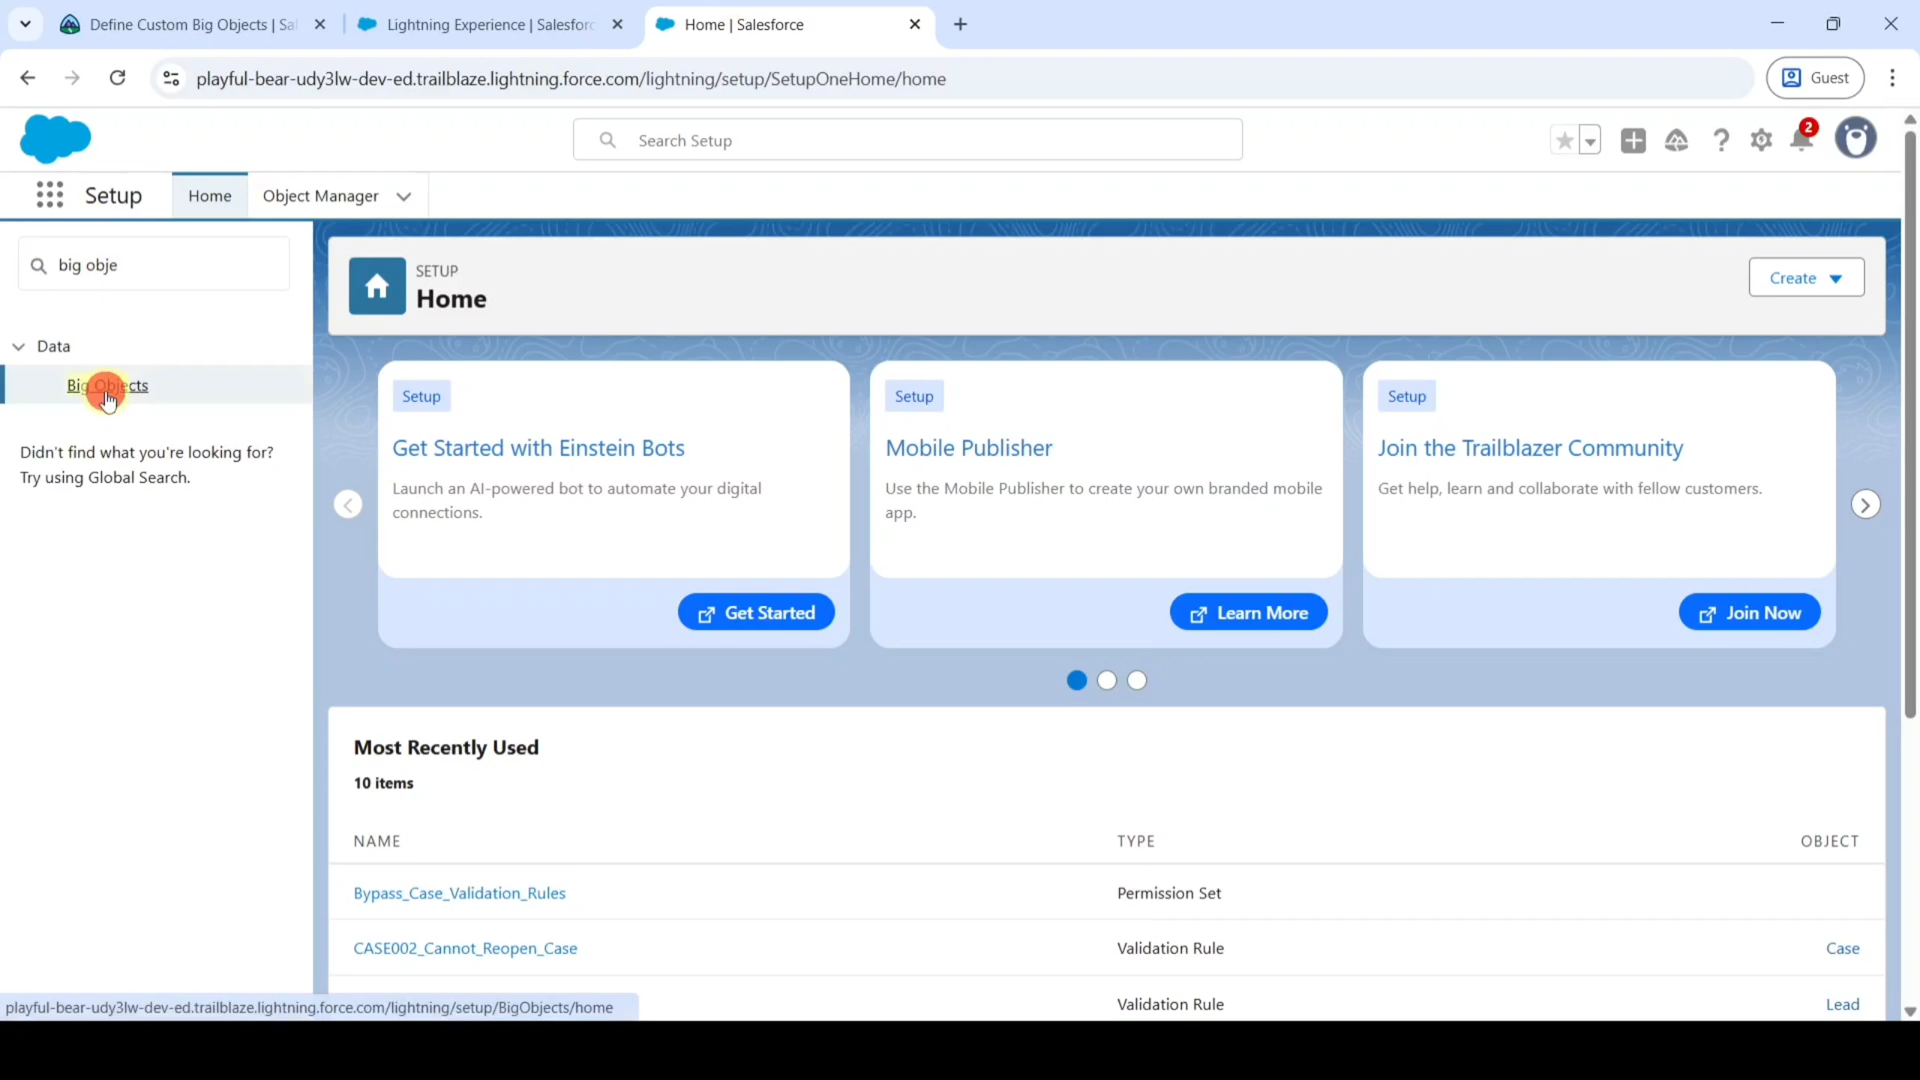 Define Custom Big Objects | Sal
Lightning Experience | Salesforc
Home | Salesforce
playful-bear-udy3lw-dev-ed.trailblaze.lightning.force.com/lightning/setup/SetupOneHome/home
Guest
Search Setup
2
Setup
Home
Object Manager
big obje
Data
Big Objects
Didn't find what you're looking for?
Try using Global Search.
SETUP
Home
Create
Setup
Get Started with Einstein Bots
Launch an AI-powered bot to automate your digital
connections.
Get Started
Setup
Mobile Publisher
Use the Mobile Publisher to create your own branded mobile
app.
Learn More
Setup
Join the Trailblazer Community
Get help, learn and collaborate with fellow customers.
Join Now
Most Recently Used
10 items
NAME
TYPE
OBJECT
Bypass_Case_Validation_Rules
Permission Set
CASE002_Cannot_Reopen_Case
Validation Rule
Case
Validation Rule
Lead
playful-bear-udy3lw-dev-ed.trailblaze.lightning.force.com/lightning/setup/BigObjects/home